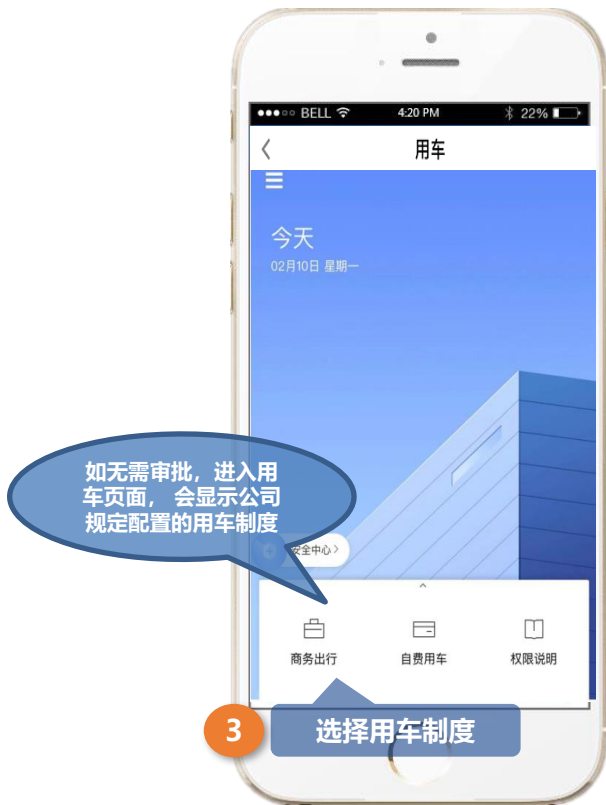 BELL 4:20 PM 22%
用车
今天
02月10日 星期一
如无需审批，进入用
车页面， 会显示公司
规定配置的用车制度
安全中心
商务出行 自费用车 权限说明
3 选择用车制度